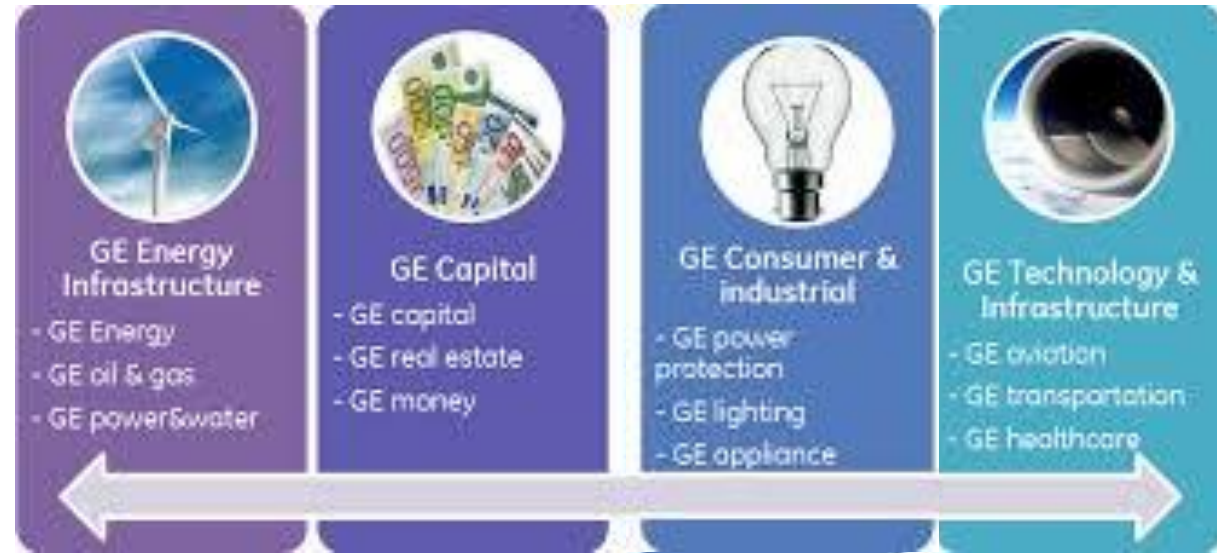 GE Energy
Infrastructure
- GE Energy
- GE oil & gas
- GE power&water
GE Capital
- GE capital
- GE real estate
- GE money
GE Consumer &
industrial
- GE power
protection
- GE lighting
- GE appliance
GE Technology &
Infrastructure
- GE aviation
- GE transportation
- GE healthcare